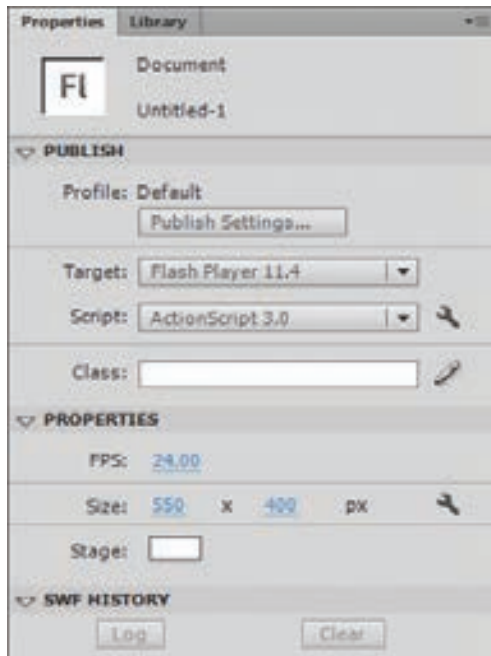 Properties Library
Fl
Document
Untitled-1
PUBLISH
Profile: Default
Publish Settings...
Target: Flash Player 11.4
Script: ActionScript 3.0
Class:
PROPERTIES
FPS: 24.00
Size: 550 x 400 px
Stage:
SWF HISTORY
Log Clear